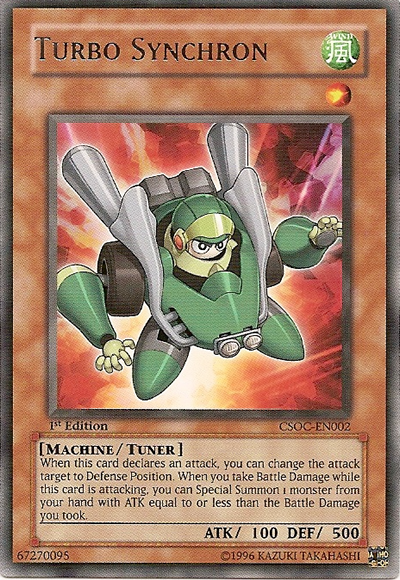 TURBO SYNCHRON
WIND
風
1st Edition
CSOC-EN002
[MACHINE / TUNER]
When this card declares an attack, you can change the attack
target to Defense Position. When you take Battle Damage while
this card is attacking, you can Special Summon 1 monster from
your hand with ATK equal to or less than the Battle Damage
you took.
ATK/ 100 DEF/ 500
67270095
©1996 KAZUKI TAKAHASHI